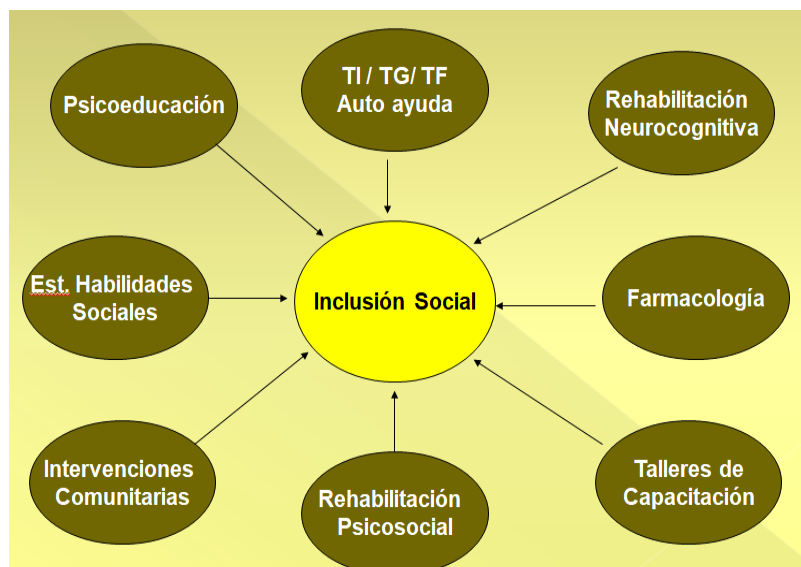 TI / TG/ TF
Auto ayuda
Psicoeducación
Rehabilitación
Neurocognitiva
Est. Habilidades
Sociales
Inclusión Social
Farmacología
Intervenciones
Comunitarias
Rehabilitación
Psicosocial
Talleres de
Capacitación